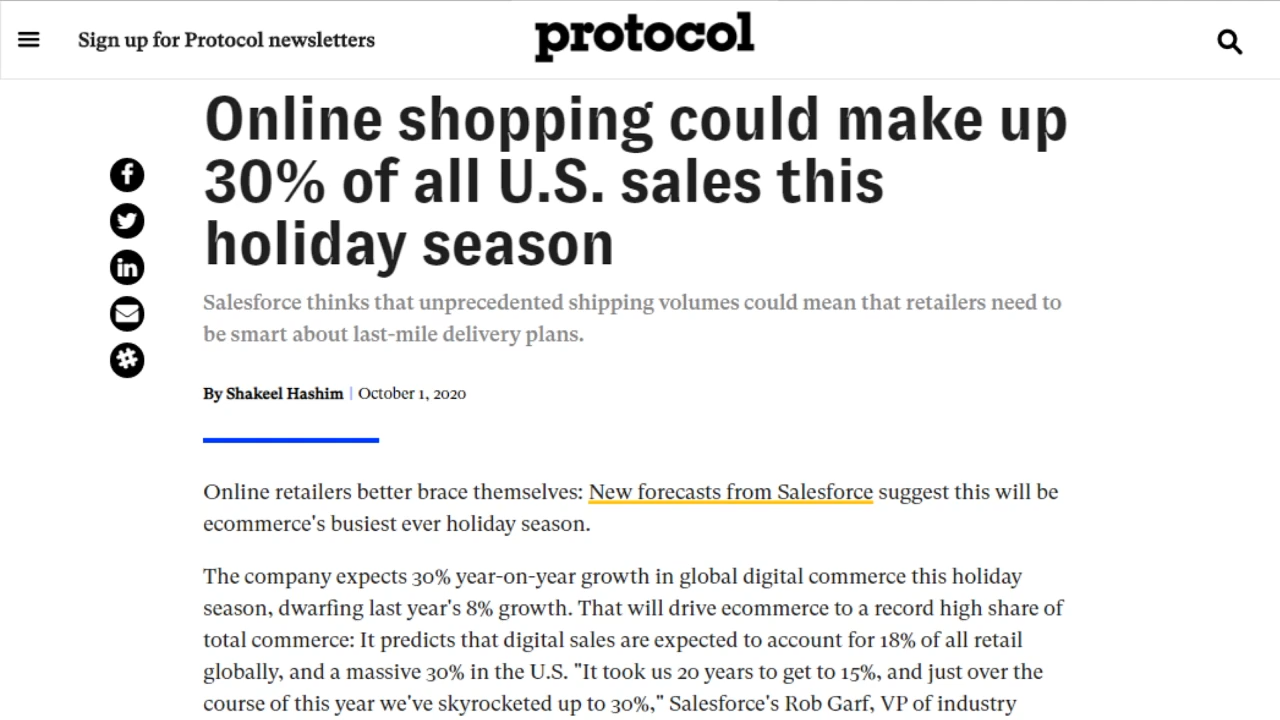 Sign up for Protocol newsletters
protocol
Online shopping could make up
30% of all U.S. sales this
holiday season
Salesforce thinks that unprecedented shipping volumes could mean that retailers need to
be smart about last-mile delivery plans.
By Shakeel Hashim | October 1, 2020
Online retailers better brace themselves: New forecasts from Salesforce suggest this will be
ecommerce's busiest ever holiday season.
The company expects 30% year-on-year growth in global digital commerce this holiday
season, dwarfing last year's 8% growth. That will drive ecommerce to a record high share of
total commerce: It predicts that digital sales are expected to account for 18% of all retail
globally, and a massive 30% in the U.S. "It took us 20 years to get to 15%, and just over the
course of this year we've skyrocketed up to 30%," Salesforce's Rob Garf, VP of industry